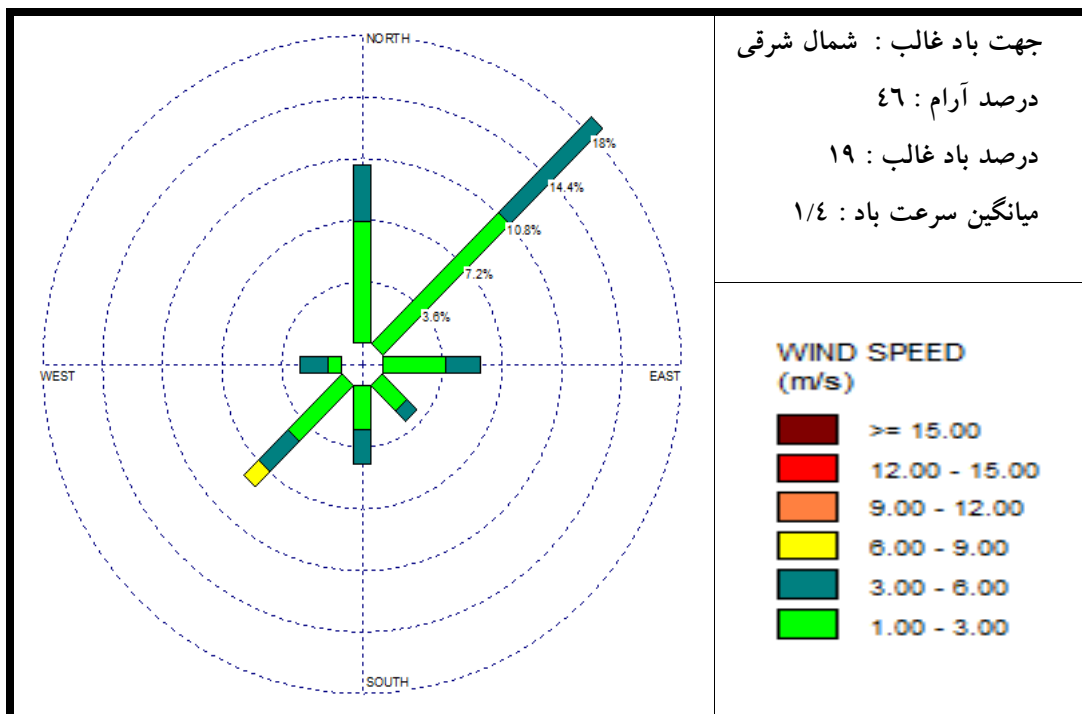 NORTH
18%
14.4%
10.8%
7.2%
3.6%
WEST
EAST
SOUTH
جهت باد غالب : شمال شرقی
درصد آرام : ٤٦
درصد باد غالب : ١٩
میانگین سرعت باد : ١/٤
WIND SPEED
(m/s)
>= 15.00
12.00 - 15.00
9.00 - 12.00
6.00 - 9.00
3.00 - 6.00
1.00 - 3.00